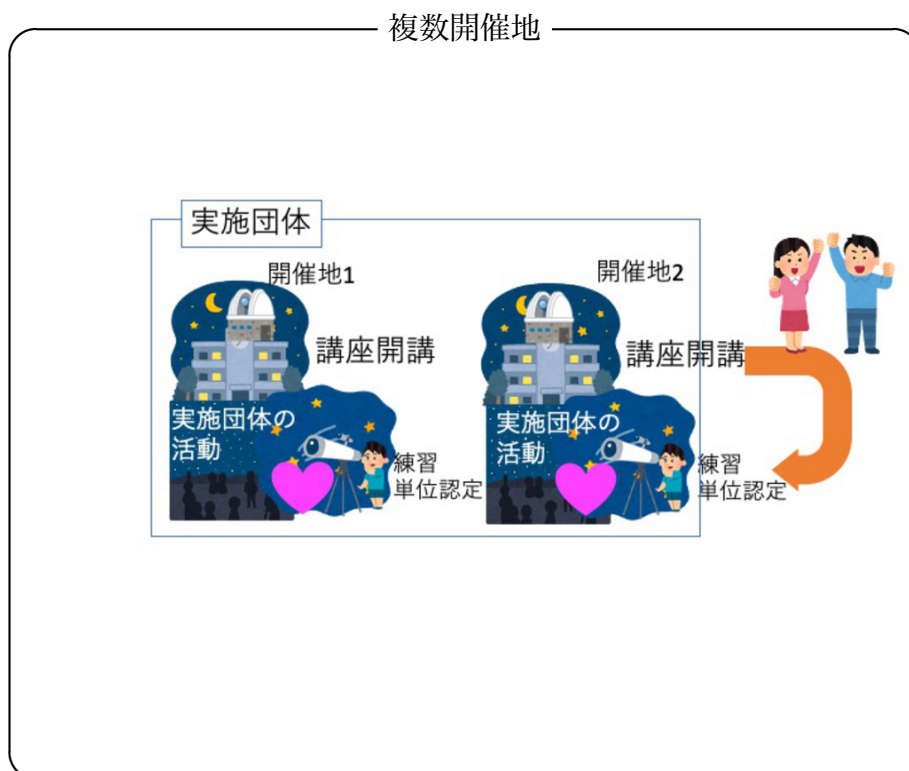 複数開催地
実施団体
開催地1
講座開講
実施団体の
活動
練習
単位認定
開催地2
講座開講
実施団体の
活動
練習
単位認定